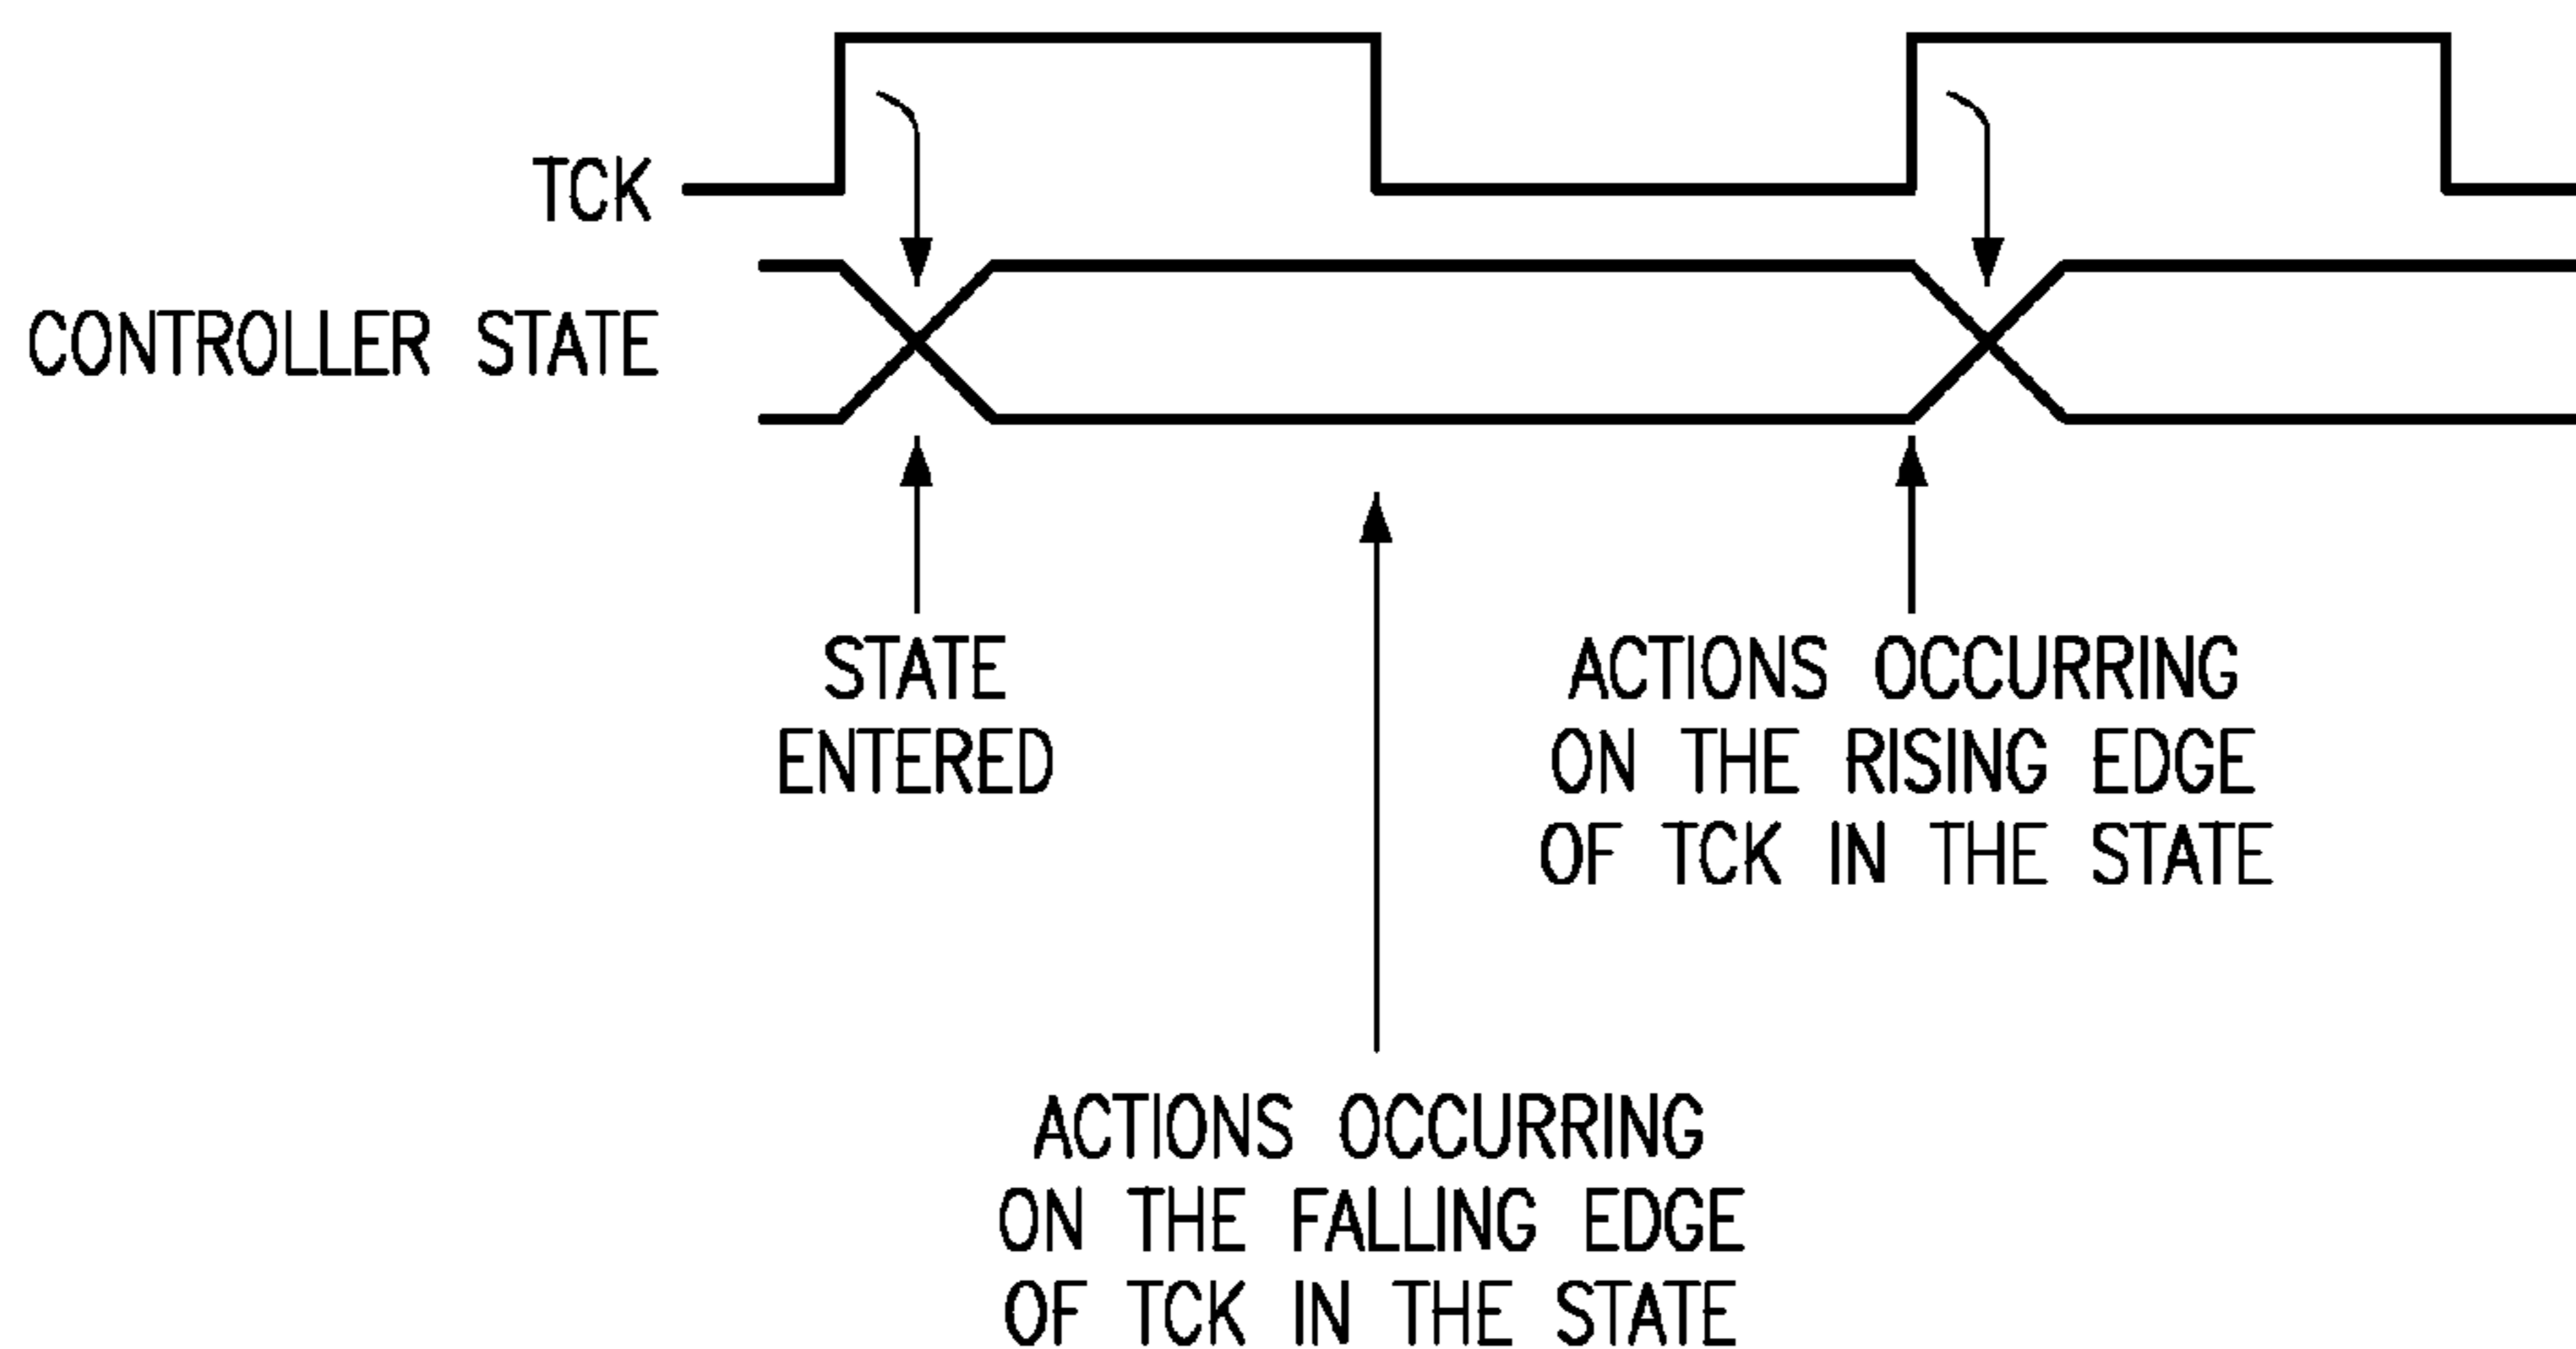 TCK
CONTROLLER STATE
STATE
ENTERED
ACTIONS OCCURRING
ON THE RISING EDGE
OF TCK IN THE STATE
ACTIONS OCCURRING
ON THE FALLING EDGE
OF TCK IN THE STATE